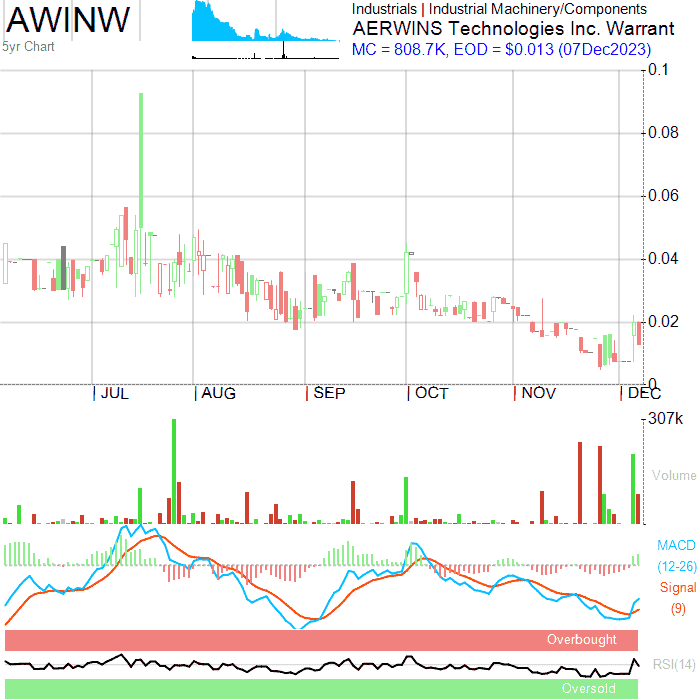 AWINW
5yr Chart
Industrials | Industrial Machinery/Components
AERWINS Technologies Inc. Warrant
MC = 808.7K, EOD = $0.013 (07Dec2023)
0.1
0.08
0.06
0.04
0.02
0
JUL AUG SEP OCT NOV DEC
307k
Volume
MACD
(12-26)
Signal
(9)
Overbought
RSI(14)
Oversold